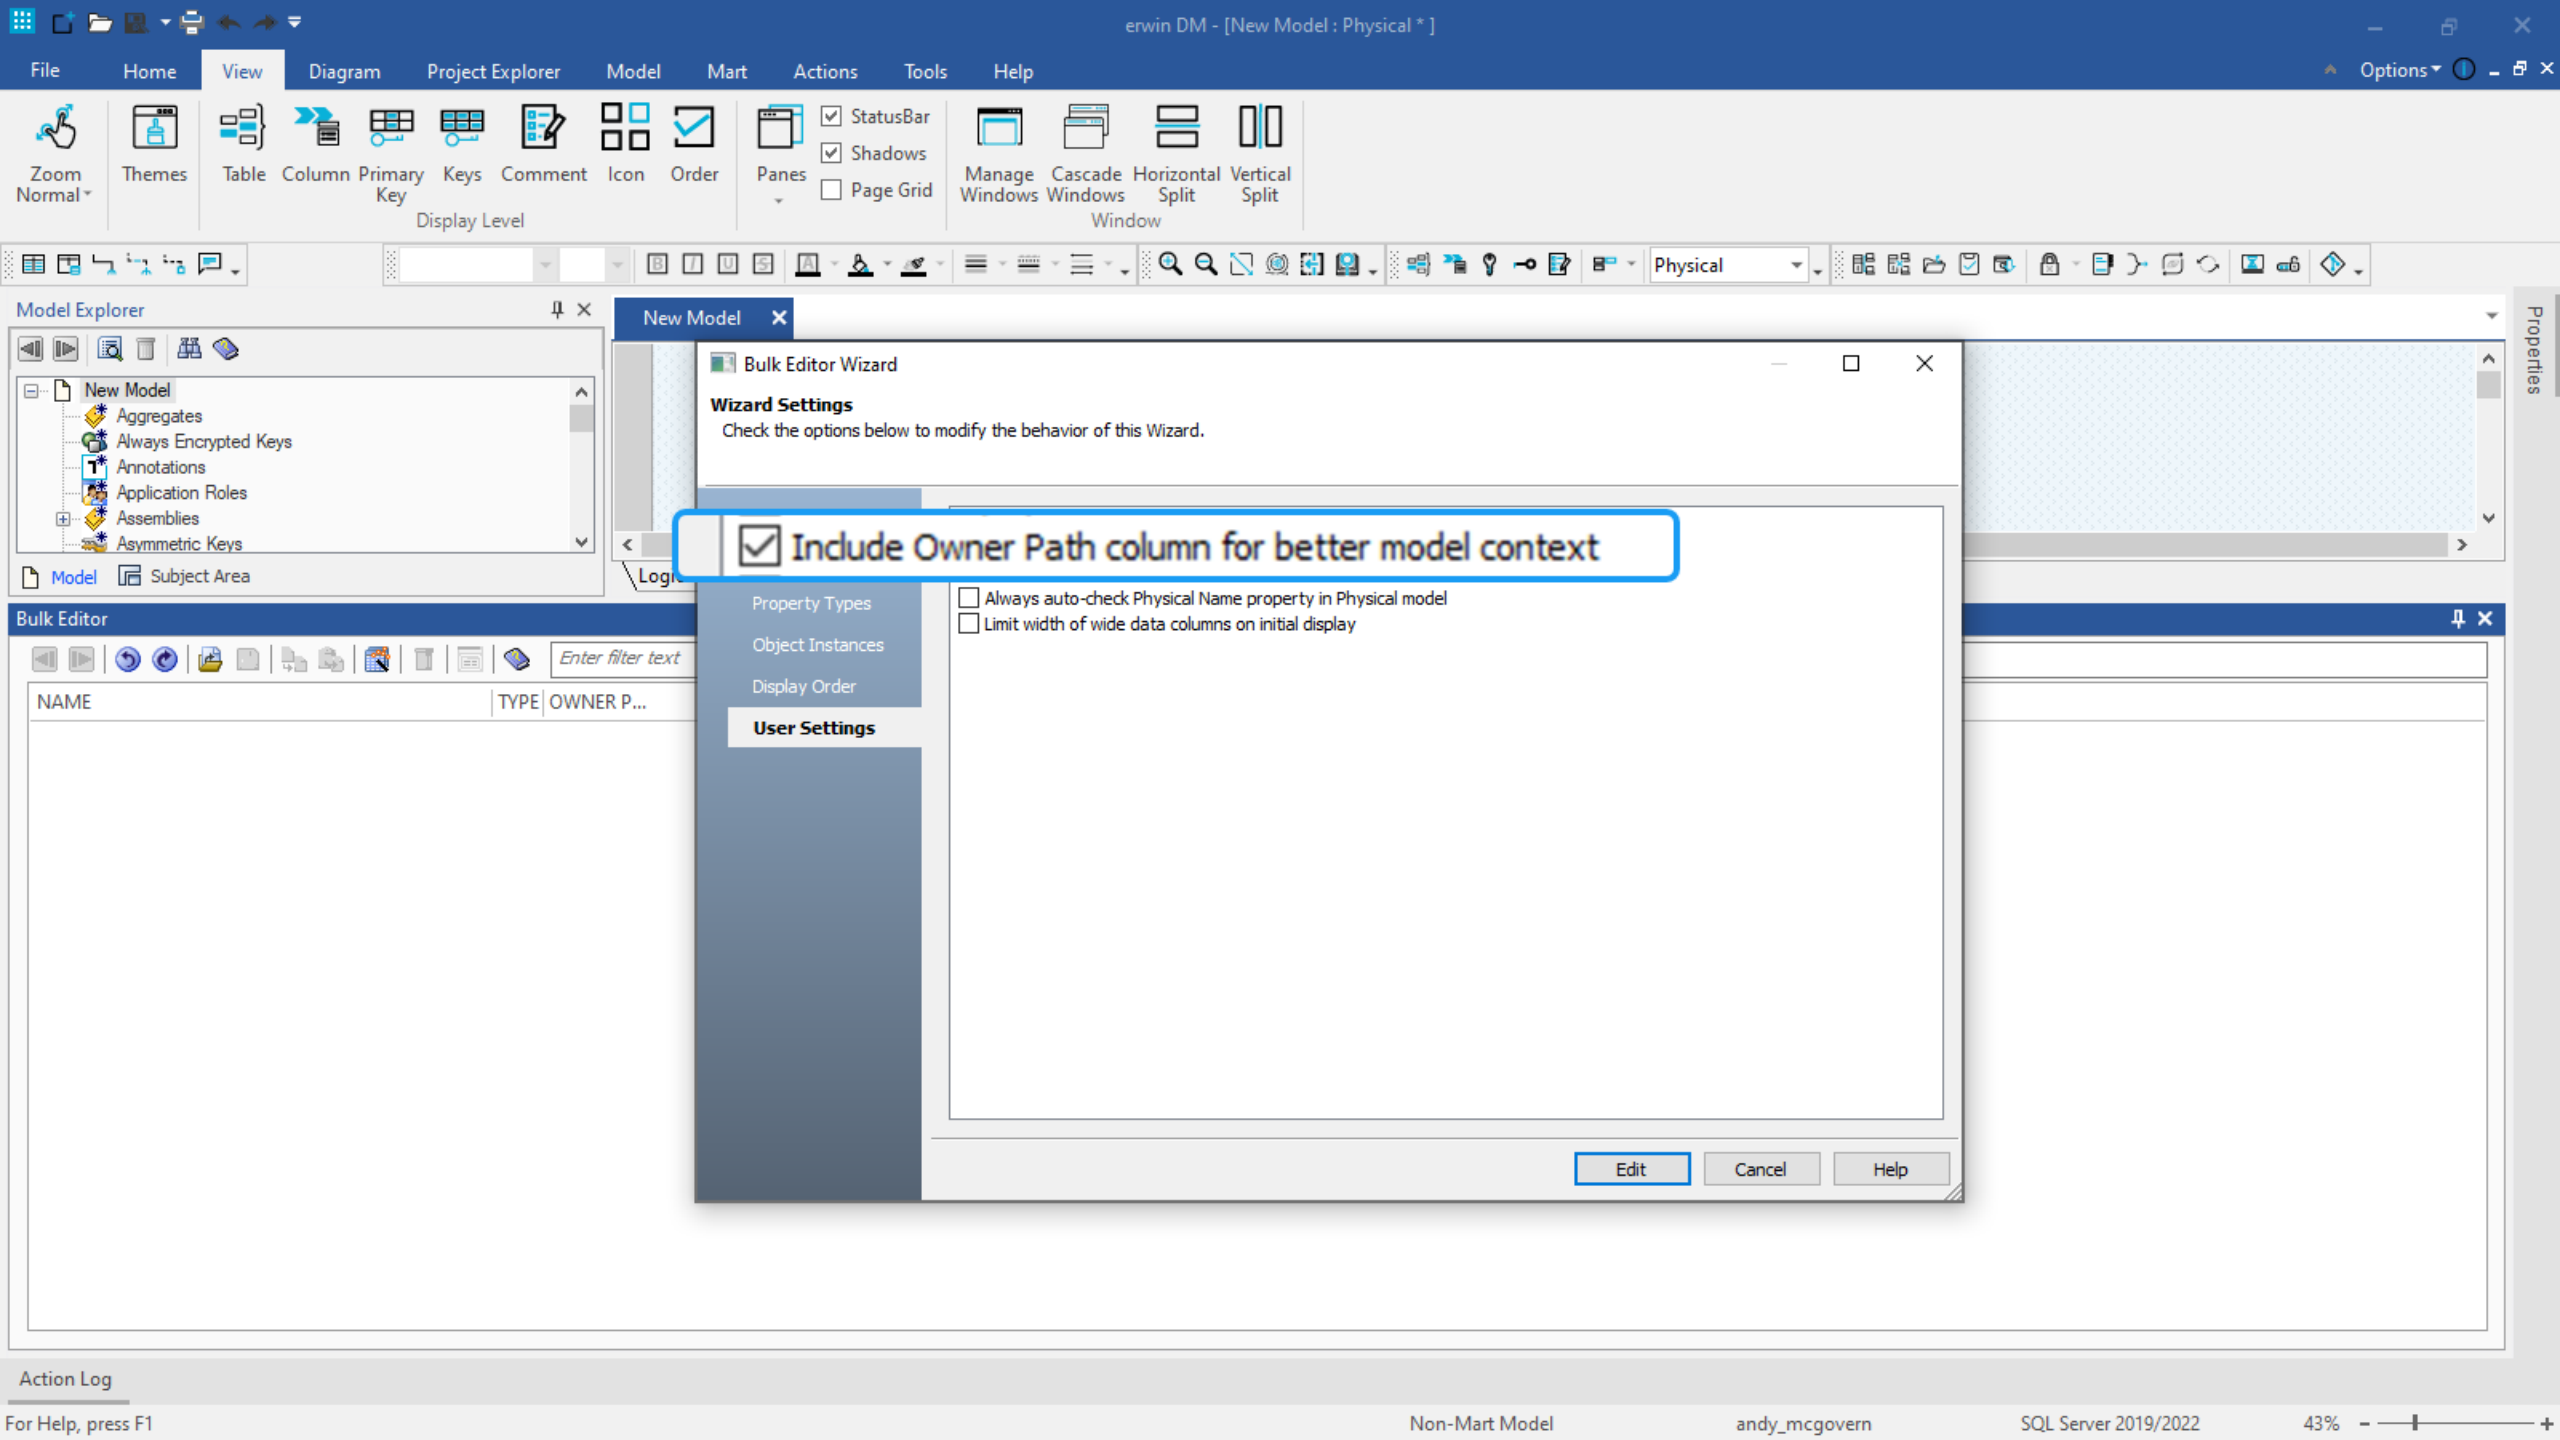 erwin DM - [New Model : Physical * ]
File Home View Diagram Project Explorer Model Mart Actions Tools Help Options
Zoom Normal
Themes
Table
Column
Primary Key
Keys
Comment
Icon
Order
Display Level
Panes
StatusBar
Shadows
Page Grid
Manage Windows
Cascade Windows
Horizontal Split
Vertical Split
Window
B I U S A Physical
Model Explorer
New Model
Aggregates
Always Encrypted Keys
Annotations
Application Roles
Assemblies
Asymmetric Keys
Model Subject Area
New Model
Properties
Bulk Editor Wizard
Wizard Settings
Check the options below to modify the behavior of this Wizard.
Include Owner Path column for better model context
Always auto-check Physical Name property in Physical model
Limit width of wide data columns on initial display
Property Types
Object Instances
Display Order
User Settings
Edit Cancel Help
Bulk Editor
Enter filter text
NAME TYPE OWNER P...
Action Log
For Help, press F1 Non-Mart Model andy_mcgovern SQL Server 2019/2022 43%